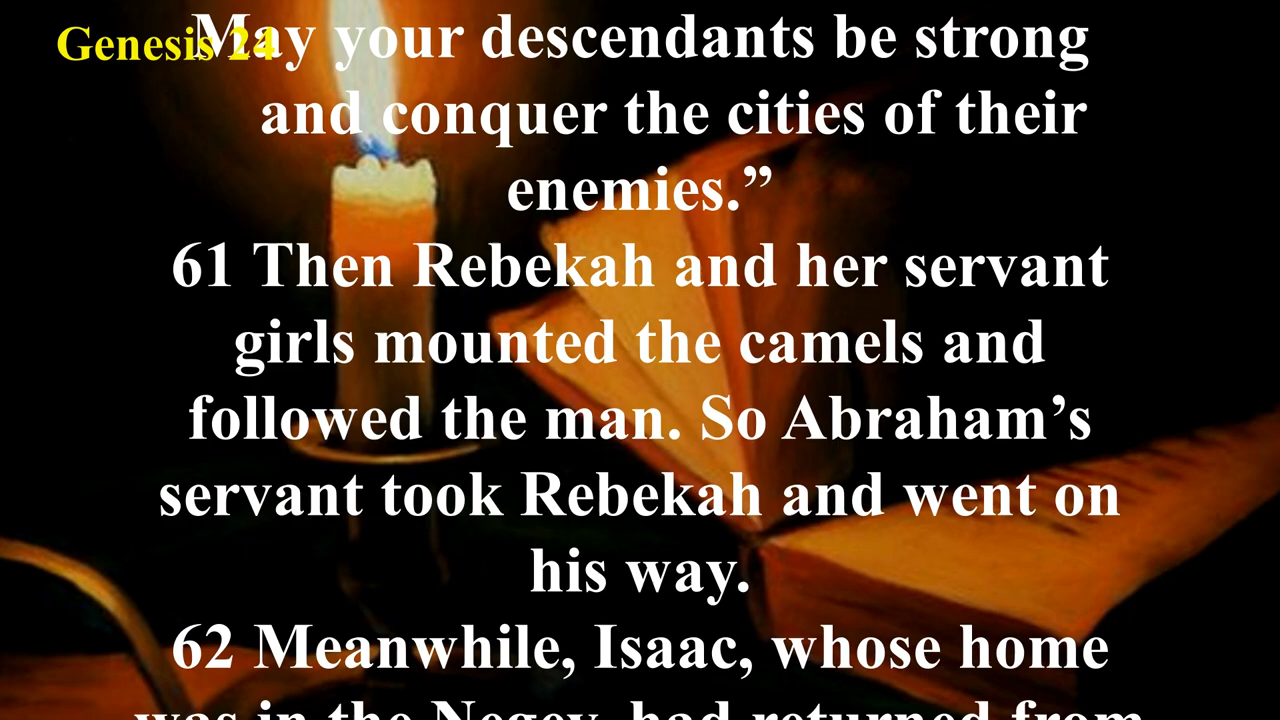 Genesis 24
May your descendants be strong
and conquer the cities of their
enemies.”
61 Then Rebekah and her servant
girls mounted the camels and
followed the man. So Abraham’s
servant took Rebekah and went on
his way.
62 Meanwhile, Isaac, whose home
was in the Negev, had returned from